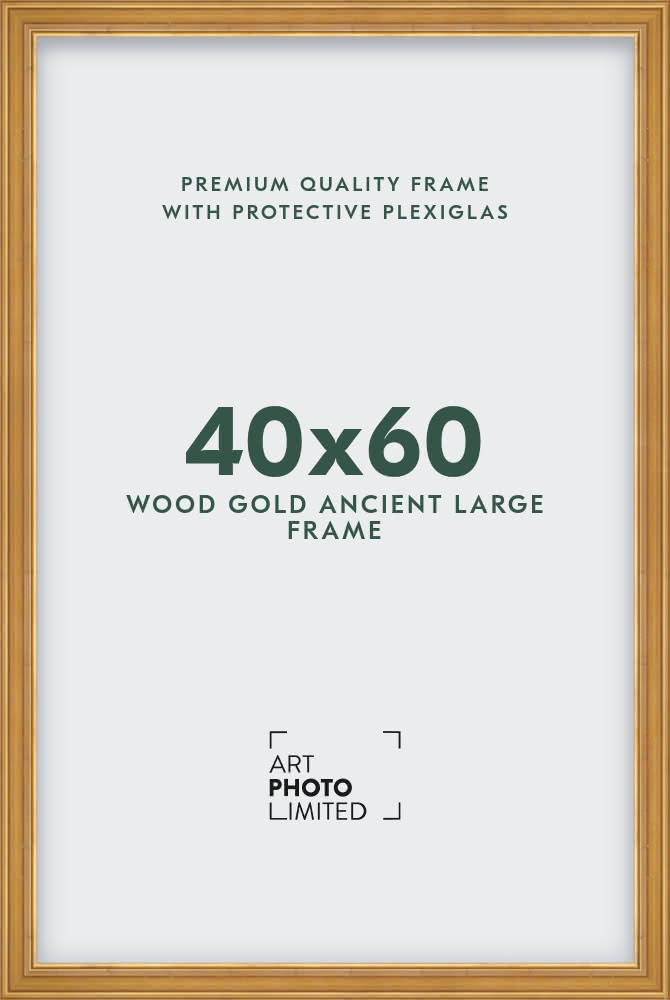 PREMIUM QUALITY FRAME
WITH PROTECTIVE PLEXIGLAS
40x60
WOOD GOLD ANCIENT LARGE
FRAME
ART
PHOTO
LIMITED